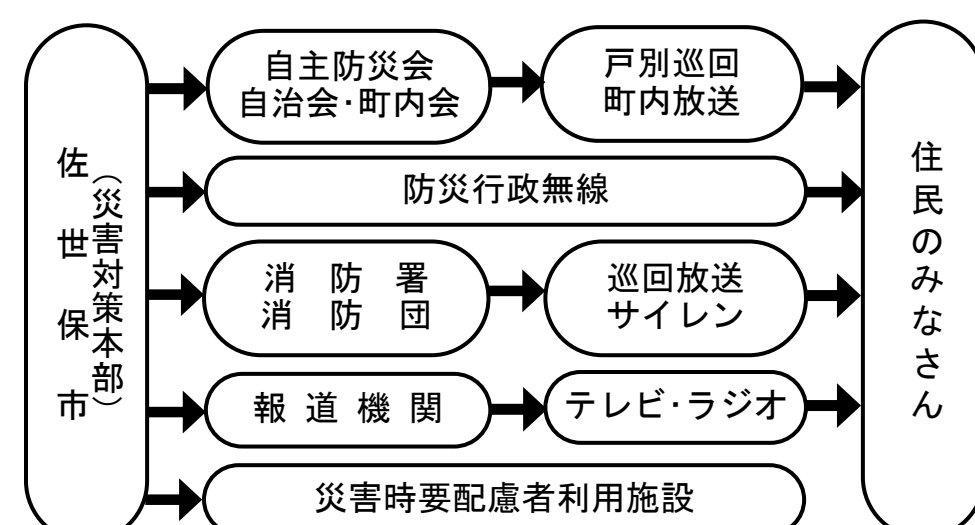 佐世保市
（災害対策本部）
自主防災会
自治会・町内会
戸別巡回
町内放送
防災行政無線
消防署
消防団
巡回放送
サイレン
報道機関
テレビ・ラジオ
災害時要配慮者利用施設
住民のみなさん